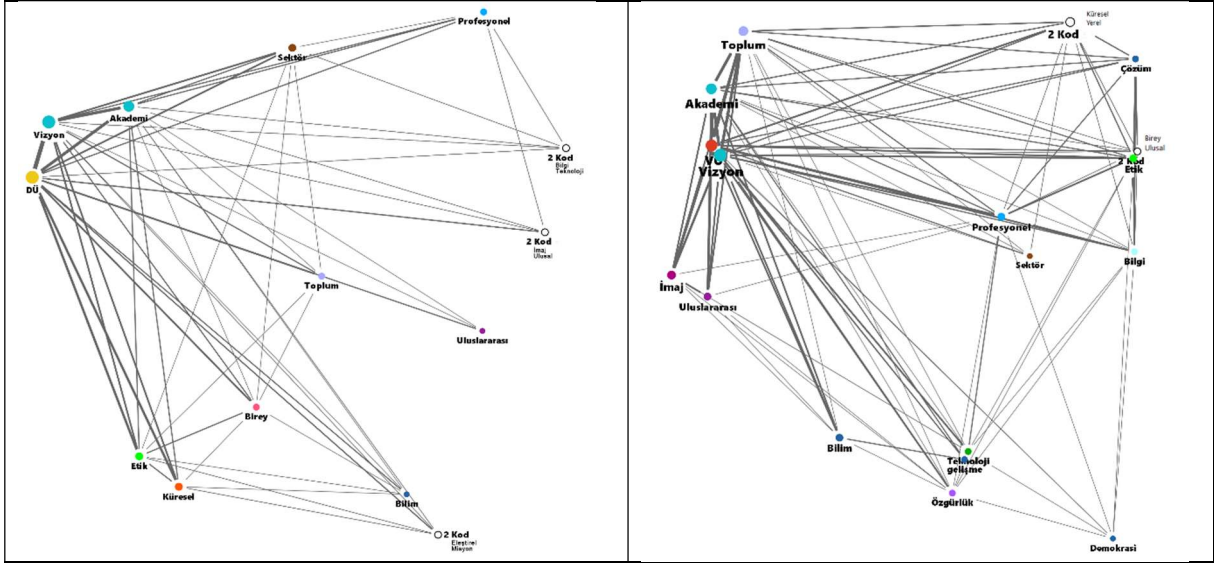 Profesyonel
Sektör
Akademi
Vizyon
2 Kod
Bilgi
Teknoloji
DÜ
2 Kod
İmaj
Ulusal
Toplum
Uluslararası
Birey
Etik
Küresel
Bilim
2 Kod
Eleştirel
Misyon
Küresel
Verel
2 Kod
Toplum
Çözüm
Akademi
Birey
Ulusal
2 Kod
Etik
VÜ
Vizyon
Profesyonel
Sektör
Bilgi
İmaj
Uluslararası
Bilim
Teknoloji
gelişme
Özgürlük
Demokrasi